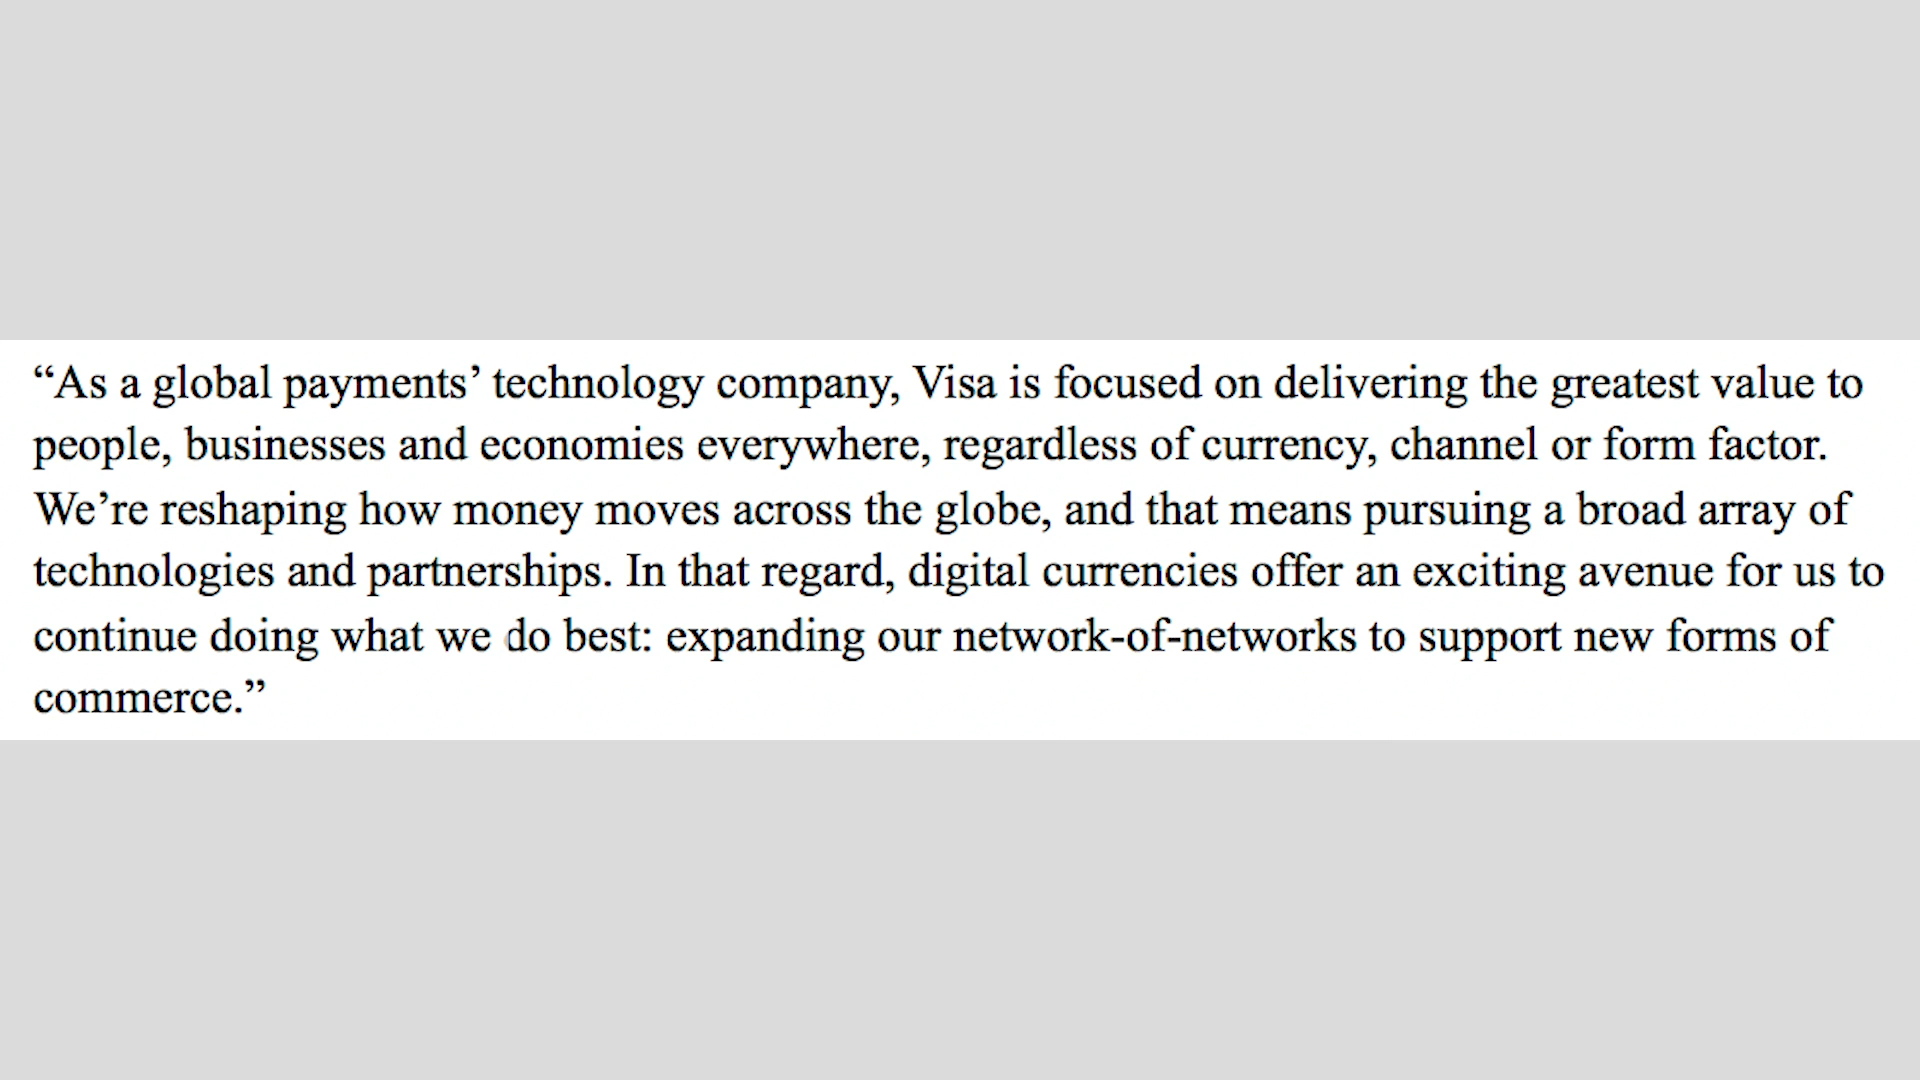 “As a global payments’ technology company, Visa is focused on delivering the greatest value to
people, businesses and economies everywhere, regardless of currency, channel or form factor.
We’re reshaping how money moves across the globe, and that means pursuing a broad array of
technologies and partnerships. In that regard, digital currencies offer an exciting avenue for us to
continue doing what we do best: expanding our network-of-networks to support new forms of
commerce.”